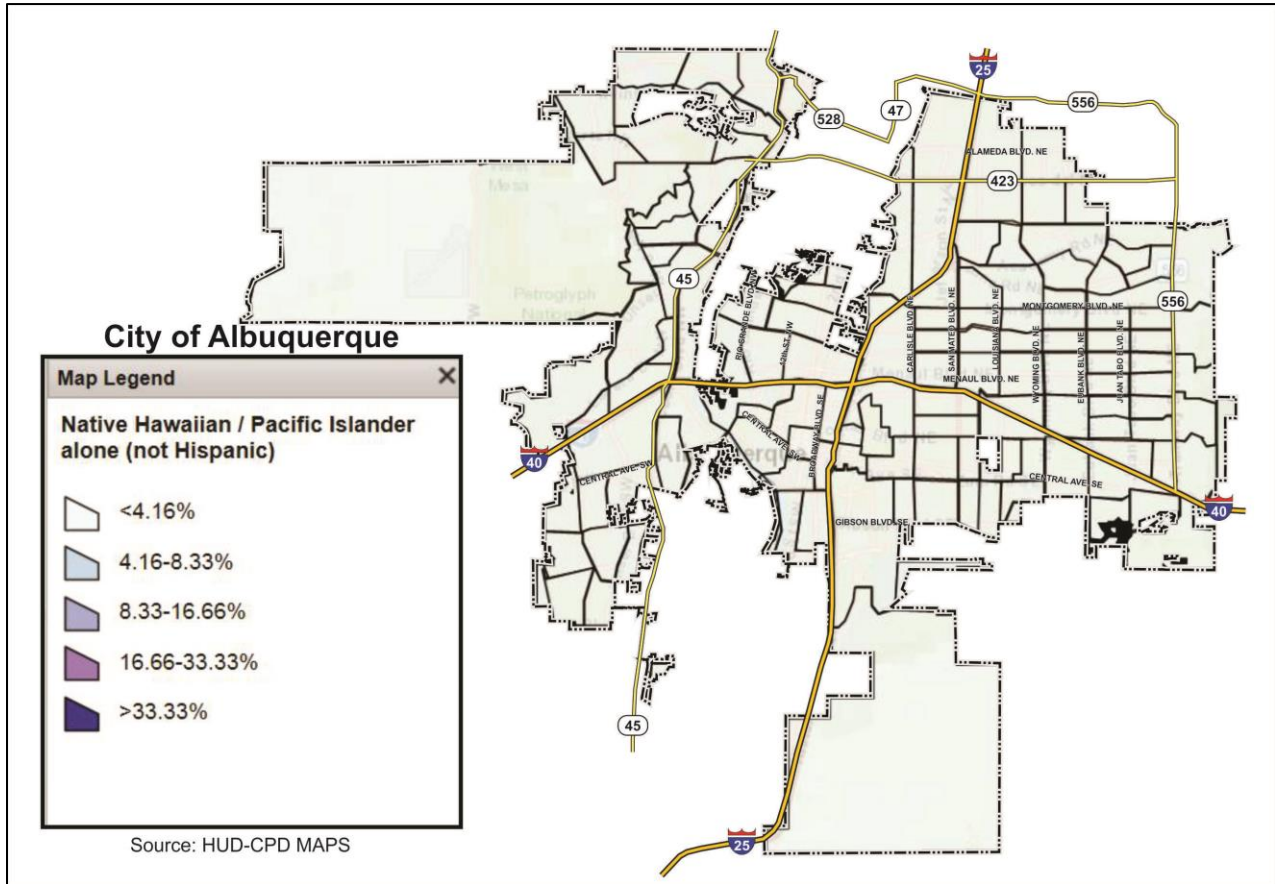 25
47
556
528
ALAMEDA BLVD. NE
423
West
Mesa
45
556
Petroglyph
National
RIO GRANDE BLVD. NW
12th ST. NW
CARLISLE BLVD. NE
SAN MATEO BLVD. NE
LOUISIANA BLVD. NE
MONTGOMERY BLVD. NE
WYOMING BLVD. NE
EUBANK BLVD. NE
JUAN TABO BLVD. NE
MENAUL BLVD. NE
556
City of Albuquerque
Map Legend
Native Hawaiian / Pacific Islander
alone (not Hispanic)
<4.16%
4.16-8.33%
8.33-16.66%
16.66-33.33%
>33.33%
Source: HUD-CPD MAPS
40
CENTRAL AVE. SW
CENTRAL AVE. SW
Albuquerque
BROADWAY BLVD. SE
CENTRAL AVE. SE
40
GIBSON BLVD. SE
45
25